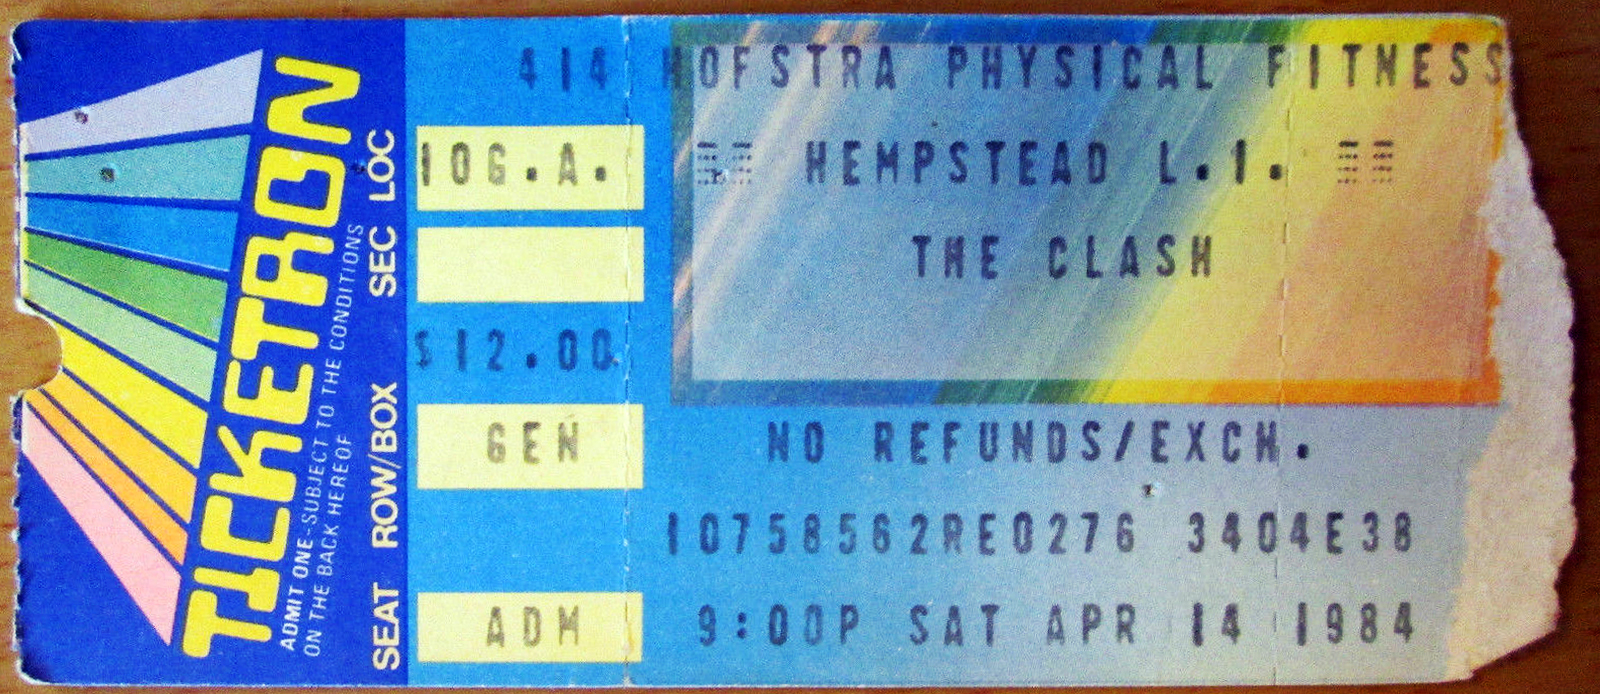 TICKETRON
ADMIT ONE-SUBJECT TO THE CONDITIONS
ON THE BACK HEREOF
SEC LOC
ROW/BOX
SEAT
414 HOFSTRA PHYSICAL FITNESS
10G.A. HEMPSTEAD L.I.
THE CLASH
$12.00
GEN NO REFUNDS/EXCH.
10758562RE0276 3404E38
ADM 9:00P SAT APR 14 1984